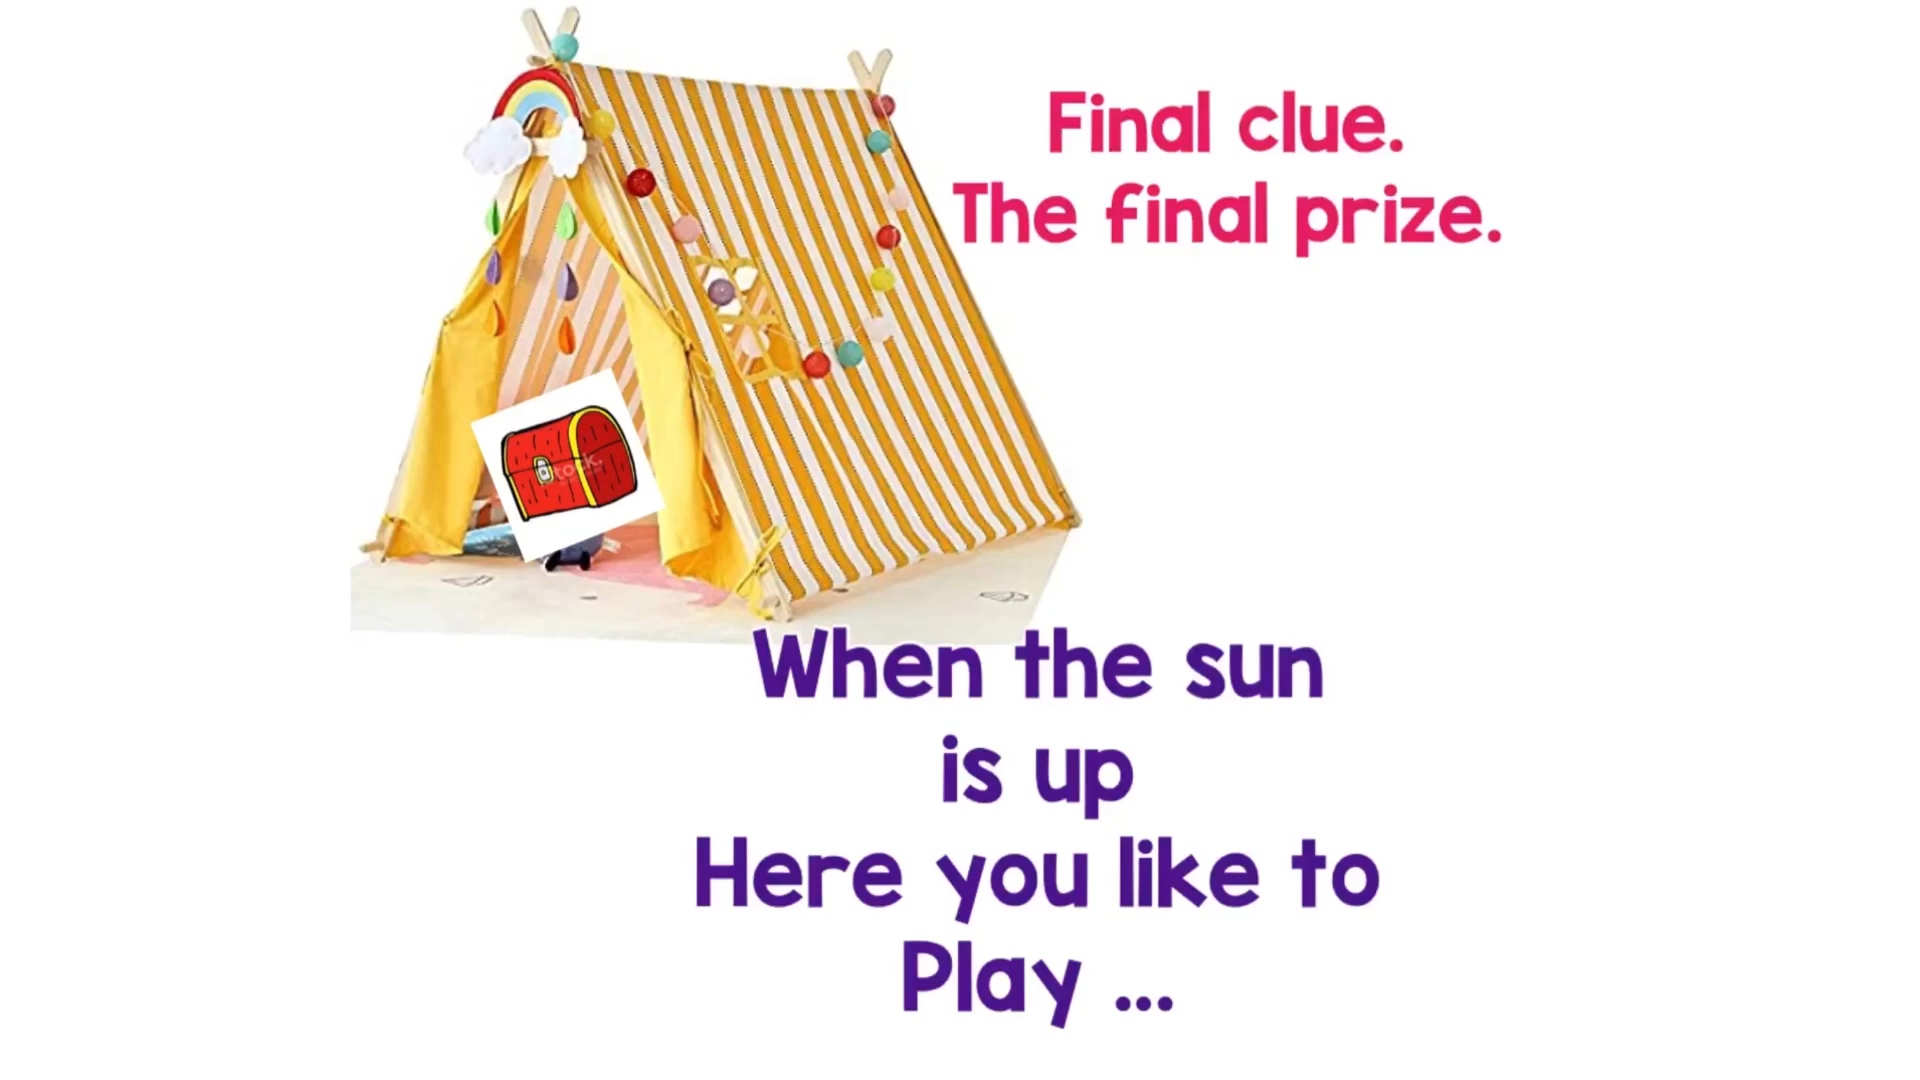 Final clue.
The final prize.
When the sun
is up
Here you like to
Play ...